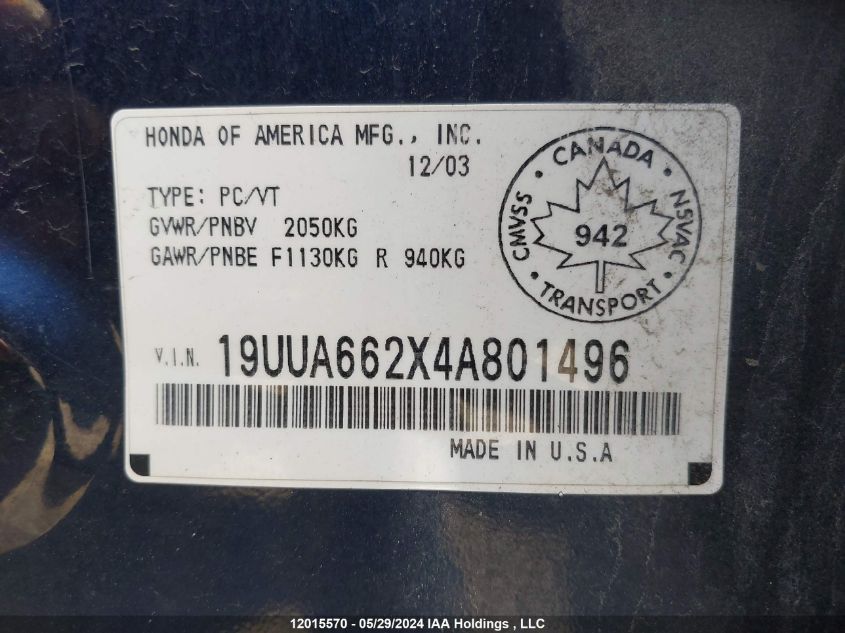 HONDA OF AMERICA MFG., INC.
12/03
TYPE: PC/VT
GVWR/PNBV 2050KG
GAWR/PNBE F1130KG R 940KG
CANADA
CMVSS
942
NSVAC
TRANSPORT
V.I.N. 19UUA662X4A801496
MADE IN U.S.A
12015570 - 05/29/2024 IAA Holdings , LLC